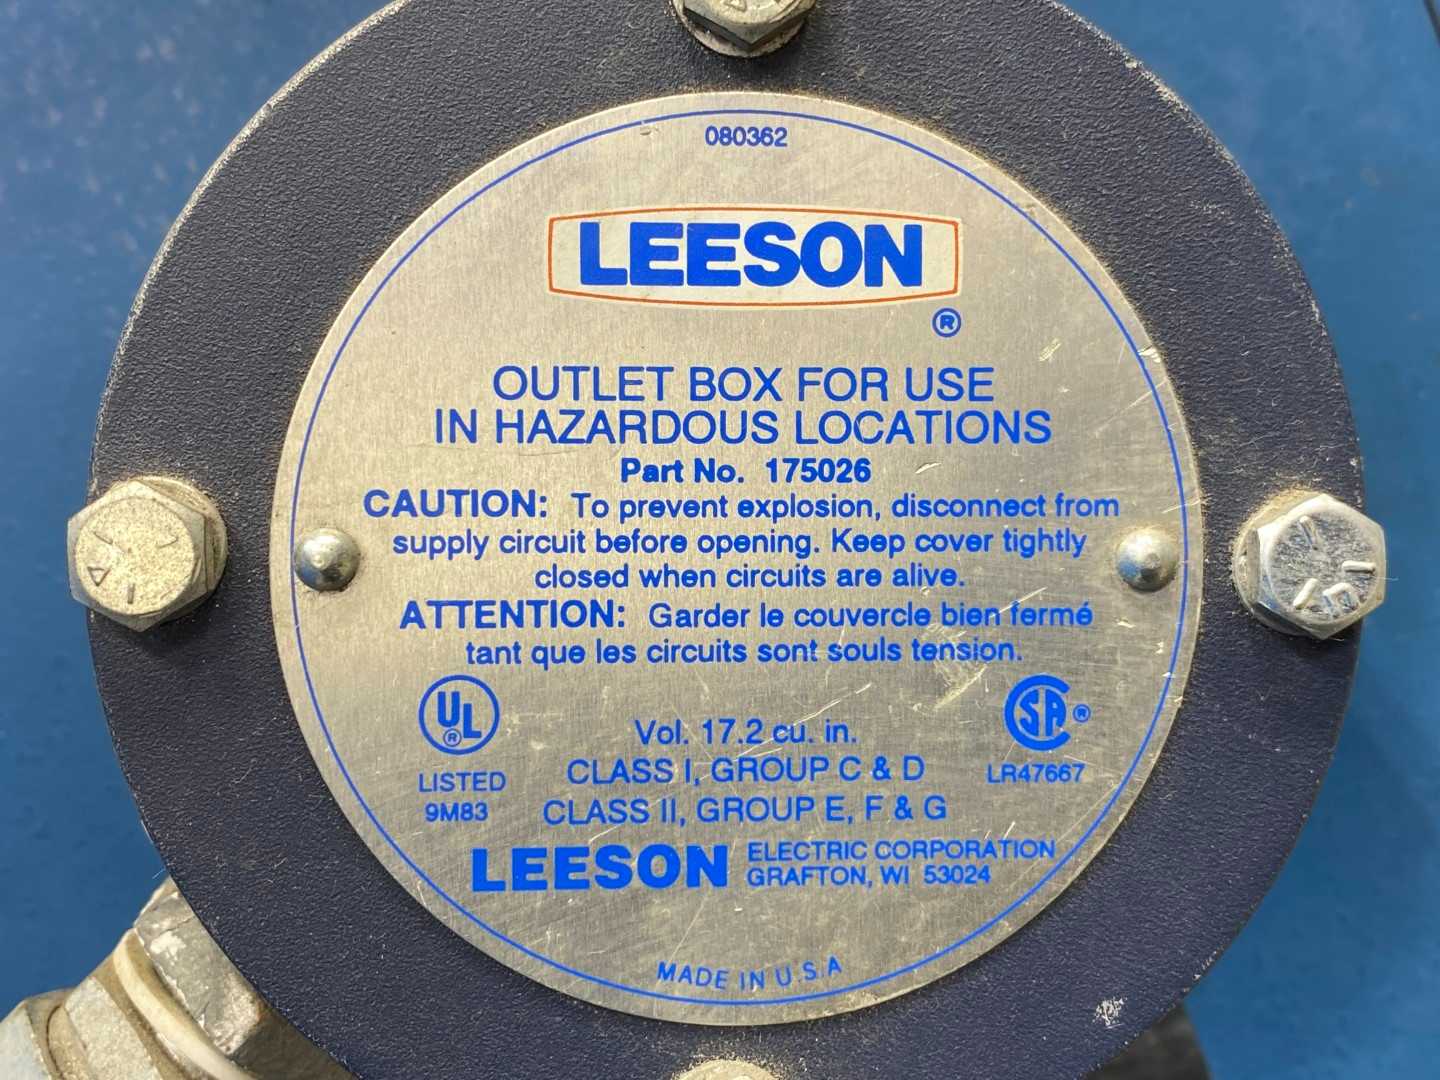 080362
LEESON
®
OUTLET BOX FOR USE
IN HAZARDOUS LOCATIONS
Part No. 175026
CAUTION: To prevent explosion, disconnect from
supply circuit before opening. Keep cover tightly
closed when circuits are alive.
ATTENTION: Garder le couvercle bien fermé
tant que les circuits sont souls tension.
UL ®
SA ®
Vol. 17.2 cu. in.
LISTED
9M83
CLASS I, GROUP C & D
LR47667
CLASS II, GROUP E, F & G
LEESON ELECTRIC CORPORATION
GRAFTON, WI 53024
MADE IN U.S.A